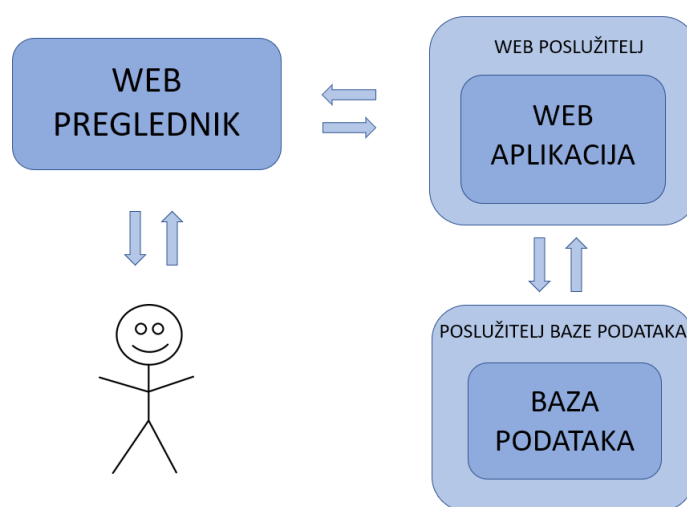 WEB
PREGLEDNIK
WEB POSLUŽITELJ
WEB
APLIKACIJA
POSLUŽITELJ BAZE PODATAKA
BAZA
PODATAKA